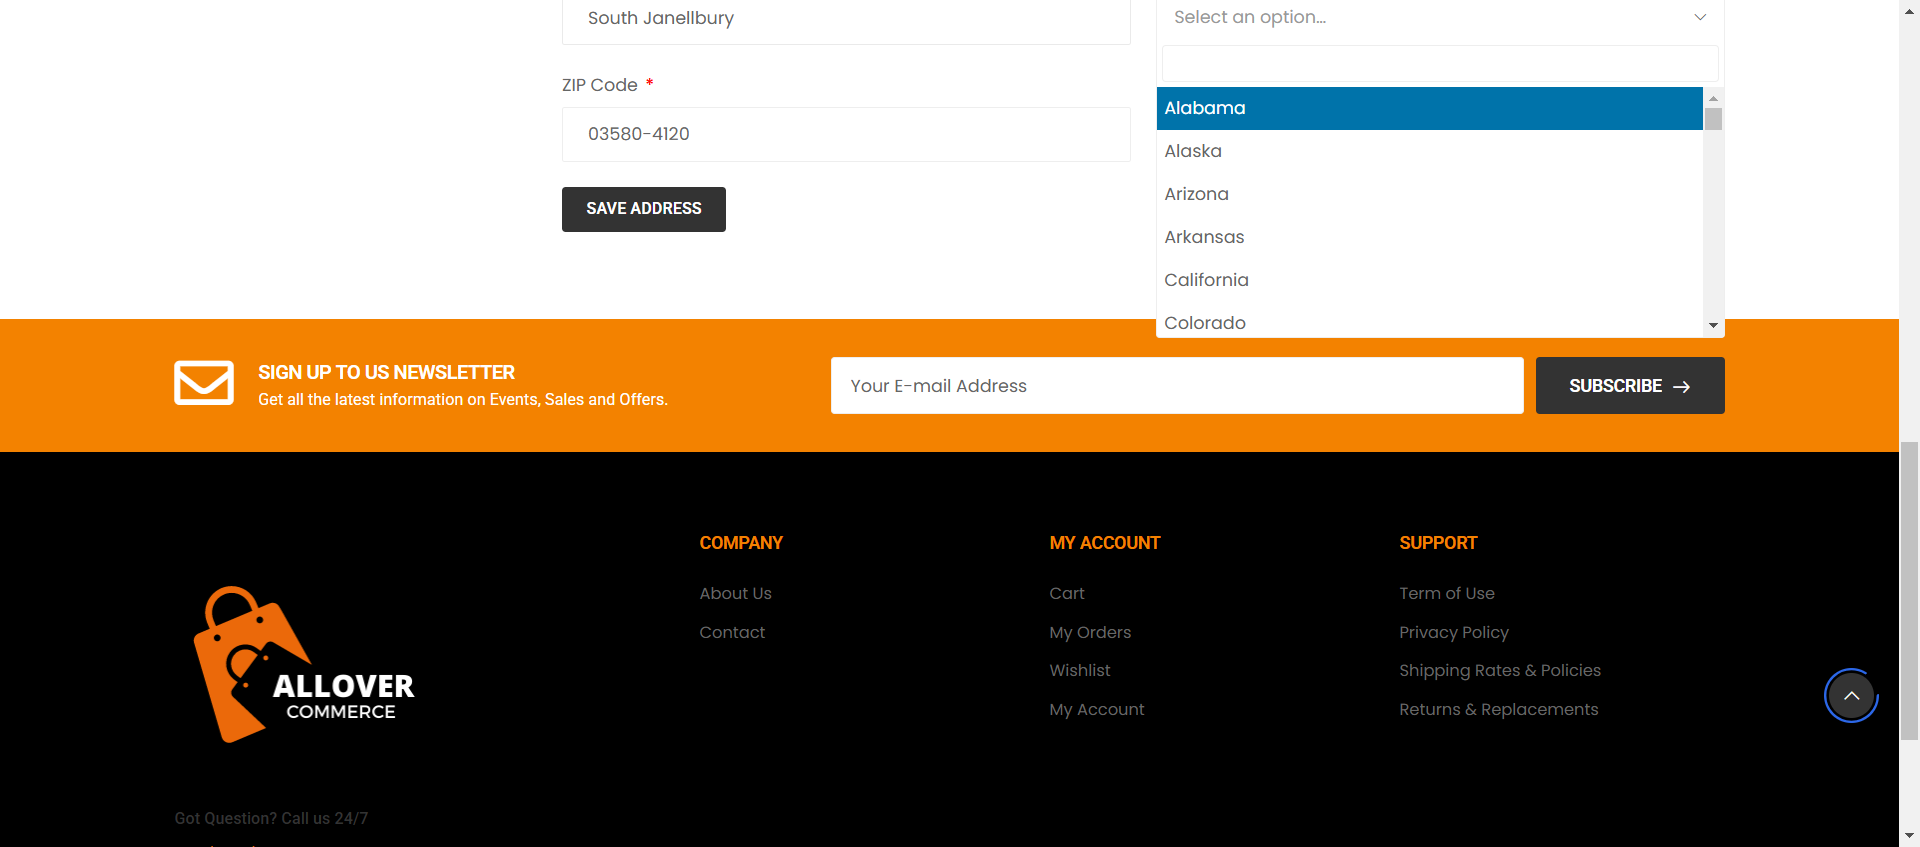 South Janellbury
Select an option...
ZIP Code *
03580-4120
SAVE ADDRESS
Alabama
Alaska
Arizona
Arkansas
California
Colorado
SIGN UP TO US NEWSLETTER
Get all the latest information on Events, Sales and Offers.
Your E-mail Address
SUBSCRIBE
ALLOVER
COMMERCE
COMPANY
About Us
Contact
MY ACCOUNT
Cart
My Orders
Wishlist
My Account
SUPPORT
Term of Use
Privacy Policy
Shipping Rates & Policies
Returns & Replacements
Got Question? Call us 24/7